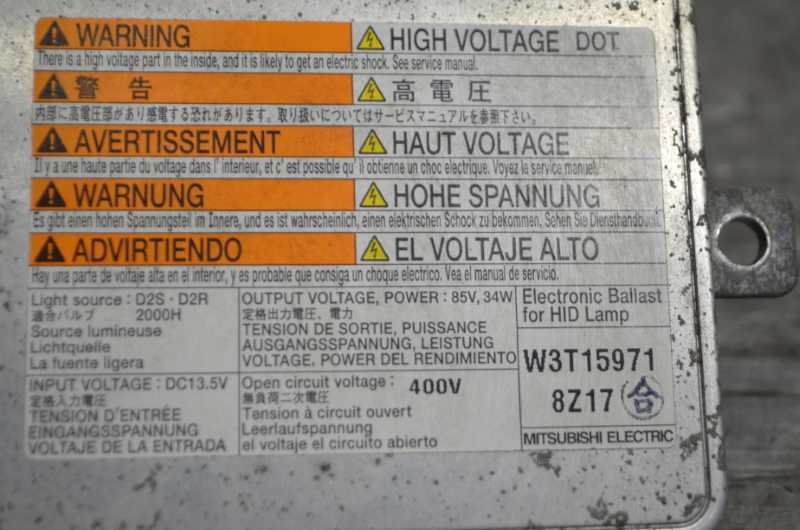 WARNING HIGH VOLTAGE DOT
There is a high voltage part in the inside, and it is likely to get an electric shock. See service manual.
警告 高電圧
内部に高電圧部があり感電する恐れがあります。取り扱いについてはサービスマニュアルを参照下さい。
AVERTISSEMENT HAUT VOLTAGE
Il y a une haute partie du voltage dans l' interieur, et c' est possible qu' il obtienne un choc electrique. Voyez le service manuel.
WARNUNG HOHE SPANNUNG
Es gibt einen hohen Spannungsteil im Innere, und es ist wahrscheinlich, einen elektrischen Schock zu bekommen. Sehen Sie Diensthandbuch.
ADVIRTIENDO EL VOLTAJE ALTO
Hay una parte de voltaje alta en el interior, y es probable que consiga un choque electrico. Vea el manual de servicio.
Light source : D2S · D2R
適合バルブ 2000H
Source lumineuse
Lichtquelle
La fuente ligera
OUTPUT VOLTAGE, POWER : 85V, 34W
定格出力電圧、電力
TENSION DE SORTIE, PUISSANCE
AUSGANGSSPANNUNG, LEISTUNG
VOLTAGE, POWER DEL RENDIMIENTO
Electronic Ballast
for HID Lamp
INPUT VOLTAGE : DC13.5V
定格入力電圧
TENSION D'ENTRÉE
EINGANGSSPANNUNG
VOLTAJE DE LA ENTRADA
Open circuit voltage : 400V
無負荷二次電圧
Tension à circuit ouvert
Leerlaufspannung
el voltaje el circuito abierto
W3T15971
8Z17 合
MITSUBISHI ELECTRIC